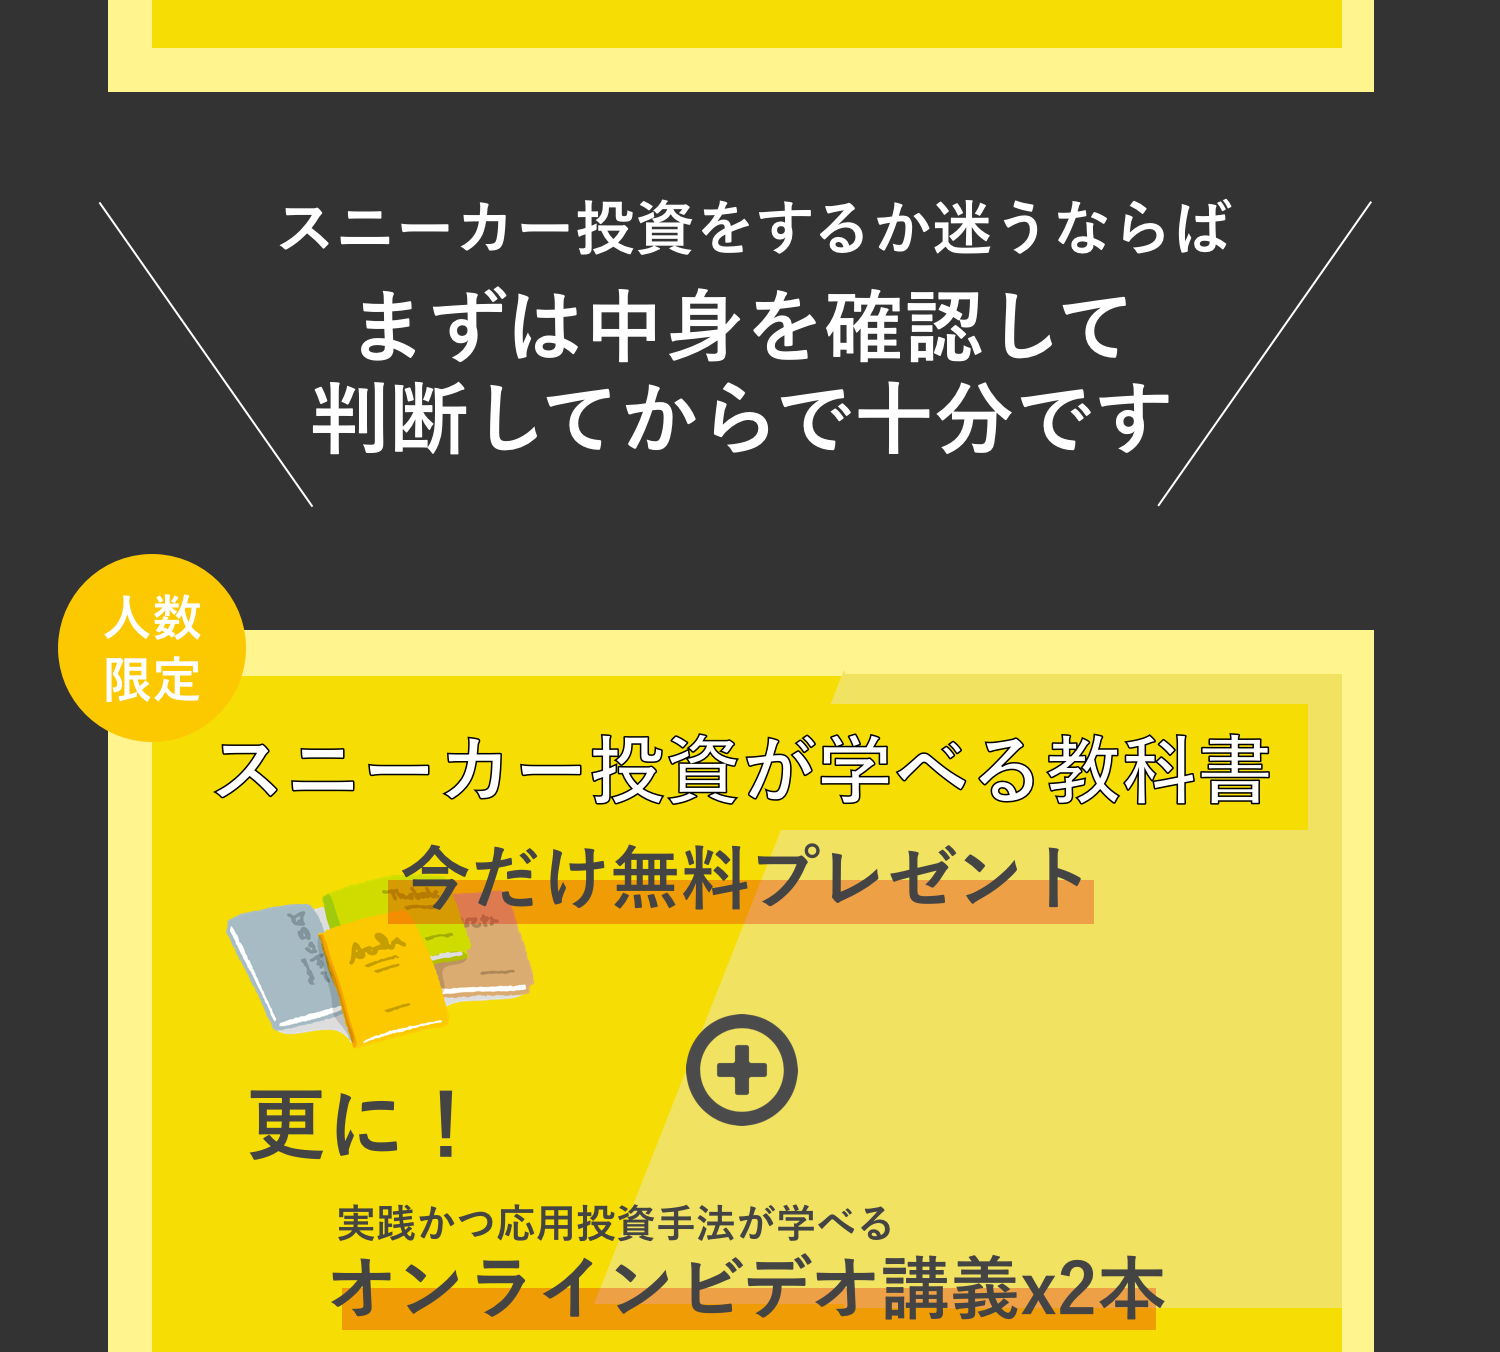 スニーカー投資をするか迷うならば
まずは中身を確認して
判断してからで十分です
人数
限定
スニーカー投資が学べる教科書
今だけ無料プレゼント
更に！
実践かつ応用投資手法が学べる
オンラインビデオ講義x2本